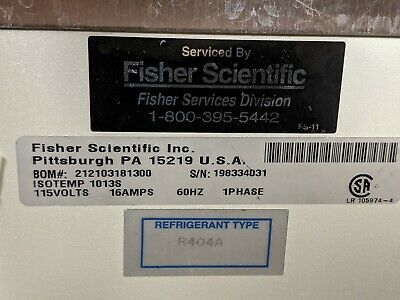 Serviced By
Fisher Scientific
Fisher Services Division
1-800-395-5442
FS-11
Fisher Scientific Inc.
Pittsburgh PA 15219 U.S.A.
BOM#: 212103181300 S/N: 198334031
ISOTEMP 1013S
115VOLTS 16AMPS 60HZ 1PHASE
LR 105974-4
REFRIGERANT TYPE
R404A